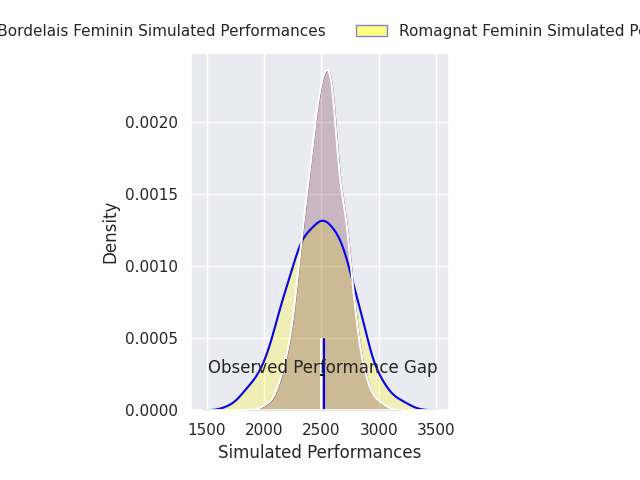 Bordelais Feminin Simulated Performances
Romagnat Feminin Simulated
0.0020
0.0015
0.0010
0.0005
0.0000
Density
Observed Performance Gap
1500 2000 2500 3000 3500
Simulated Performances